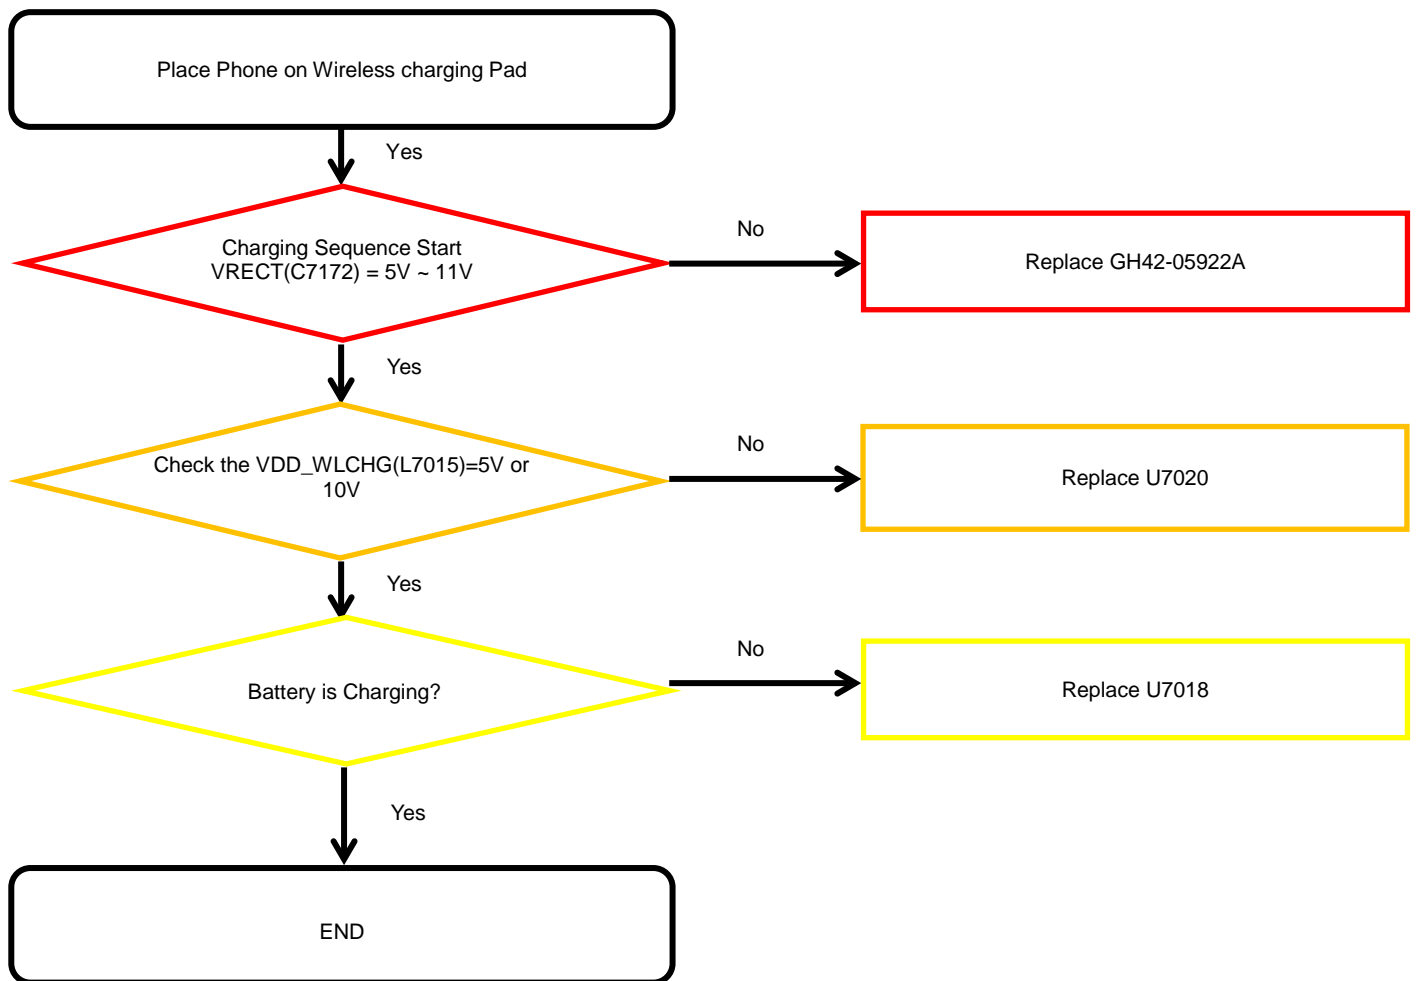 Place Phone on Wireless charging Pad
Yes
Charging Sequence Start
VRECT(C7172) = 5V ~ 11V
No
Replace GH42-05922A
Yes
Check the VDD_WLCHG(L7015)=5V or
10V
No
Replace U7020
Yes
Battery is Charging?
No
Replace U7018
Yes
END